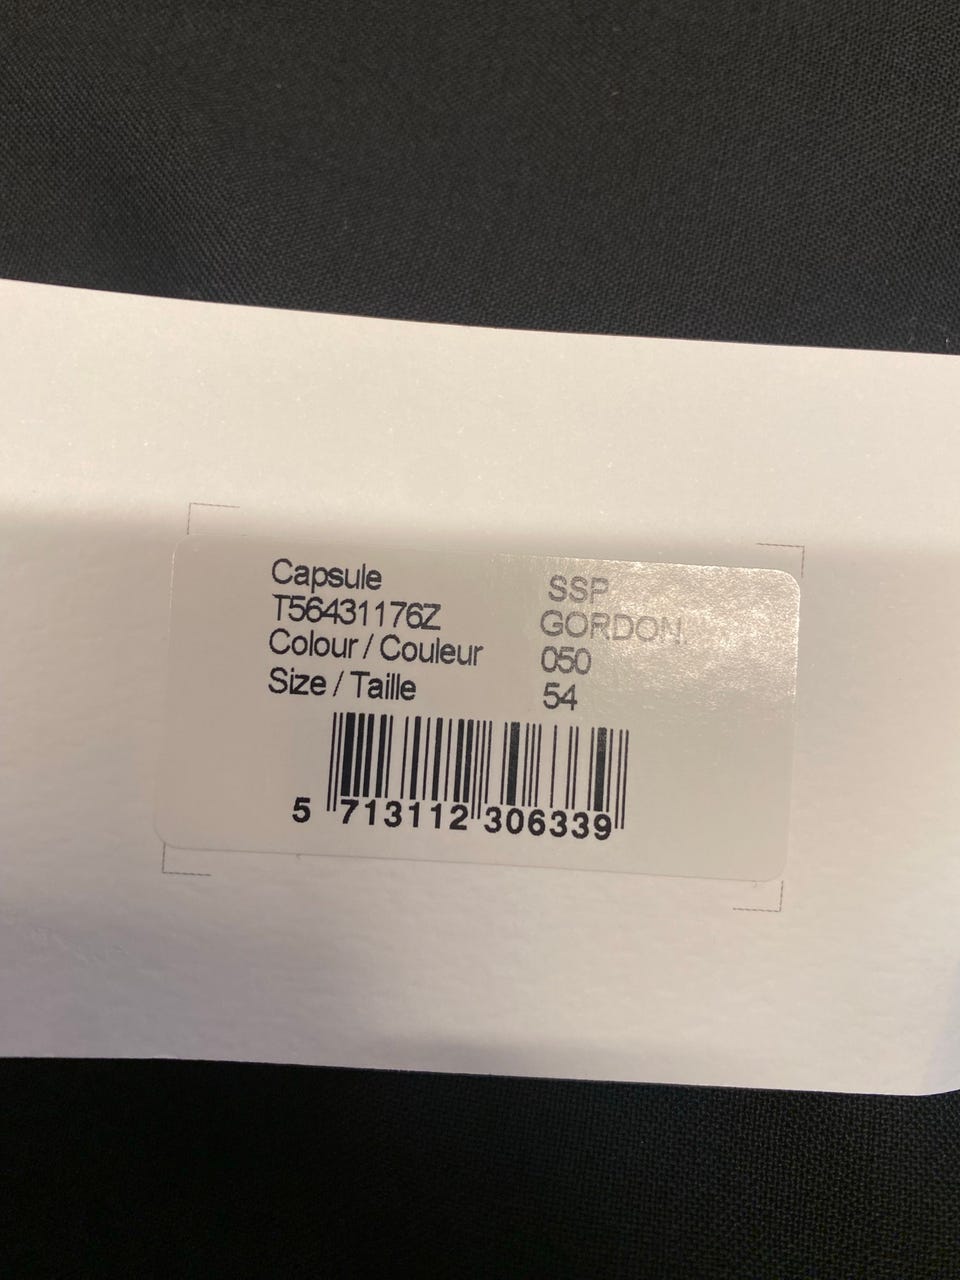 Capsule SSP
T56431176Z GORDON.
Colour / Couleur 050
Size / Taille 54
5 713112 306339